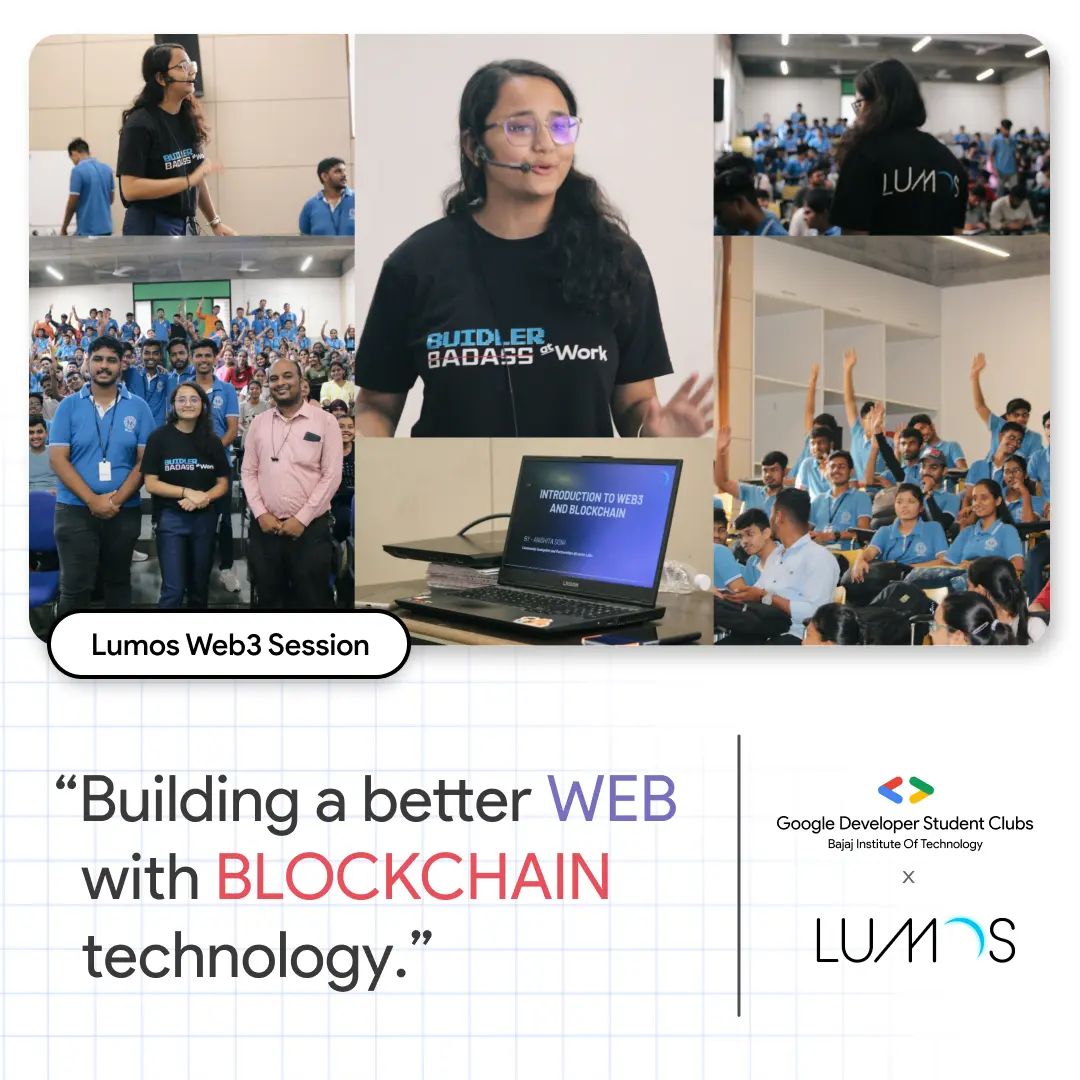 BUIDLER
BADASS at Work
BUIDLER
BADASS at Work
LUMOS
BUIDLER
BADASS at Work
INTRODUCTION TO WEB3
AND BLOCKCHAIN
LEGION
Lumos Web3 Session
“Building a better WEB
with BLOCKCHAIN
technology.”
Google Developer Student Clubs
Bajaj Institute Of Technology
x
LUMOS